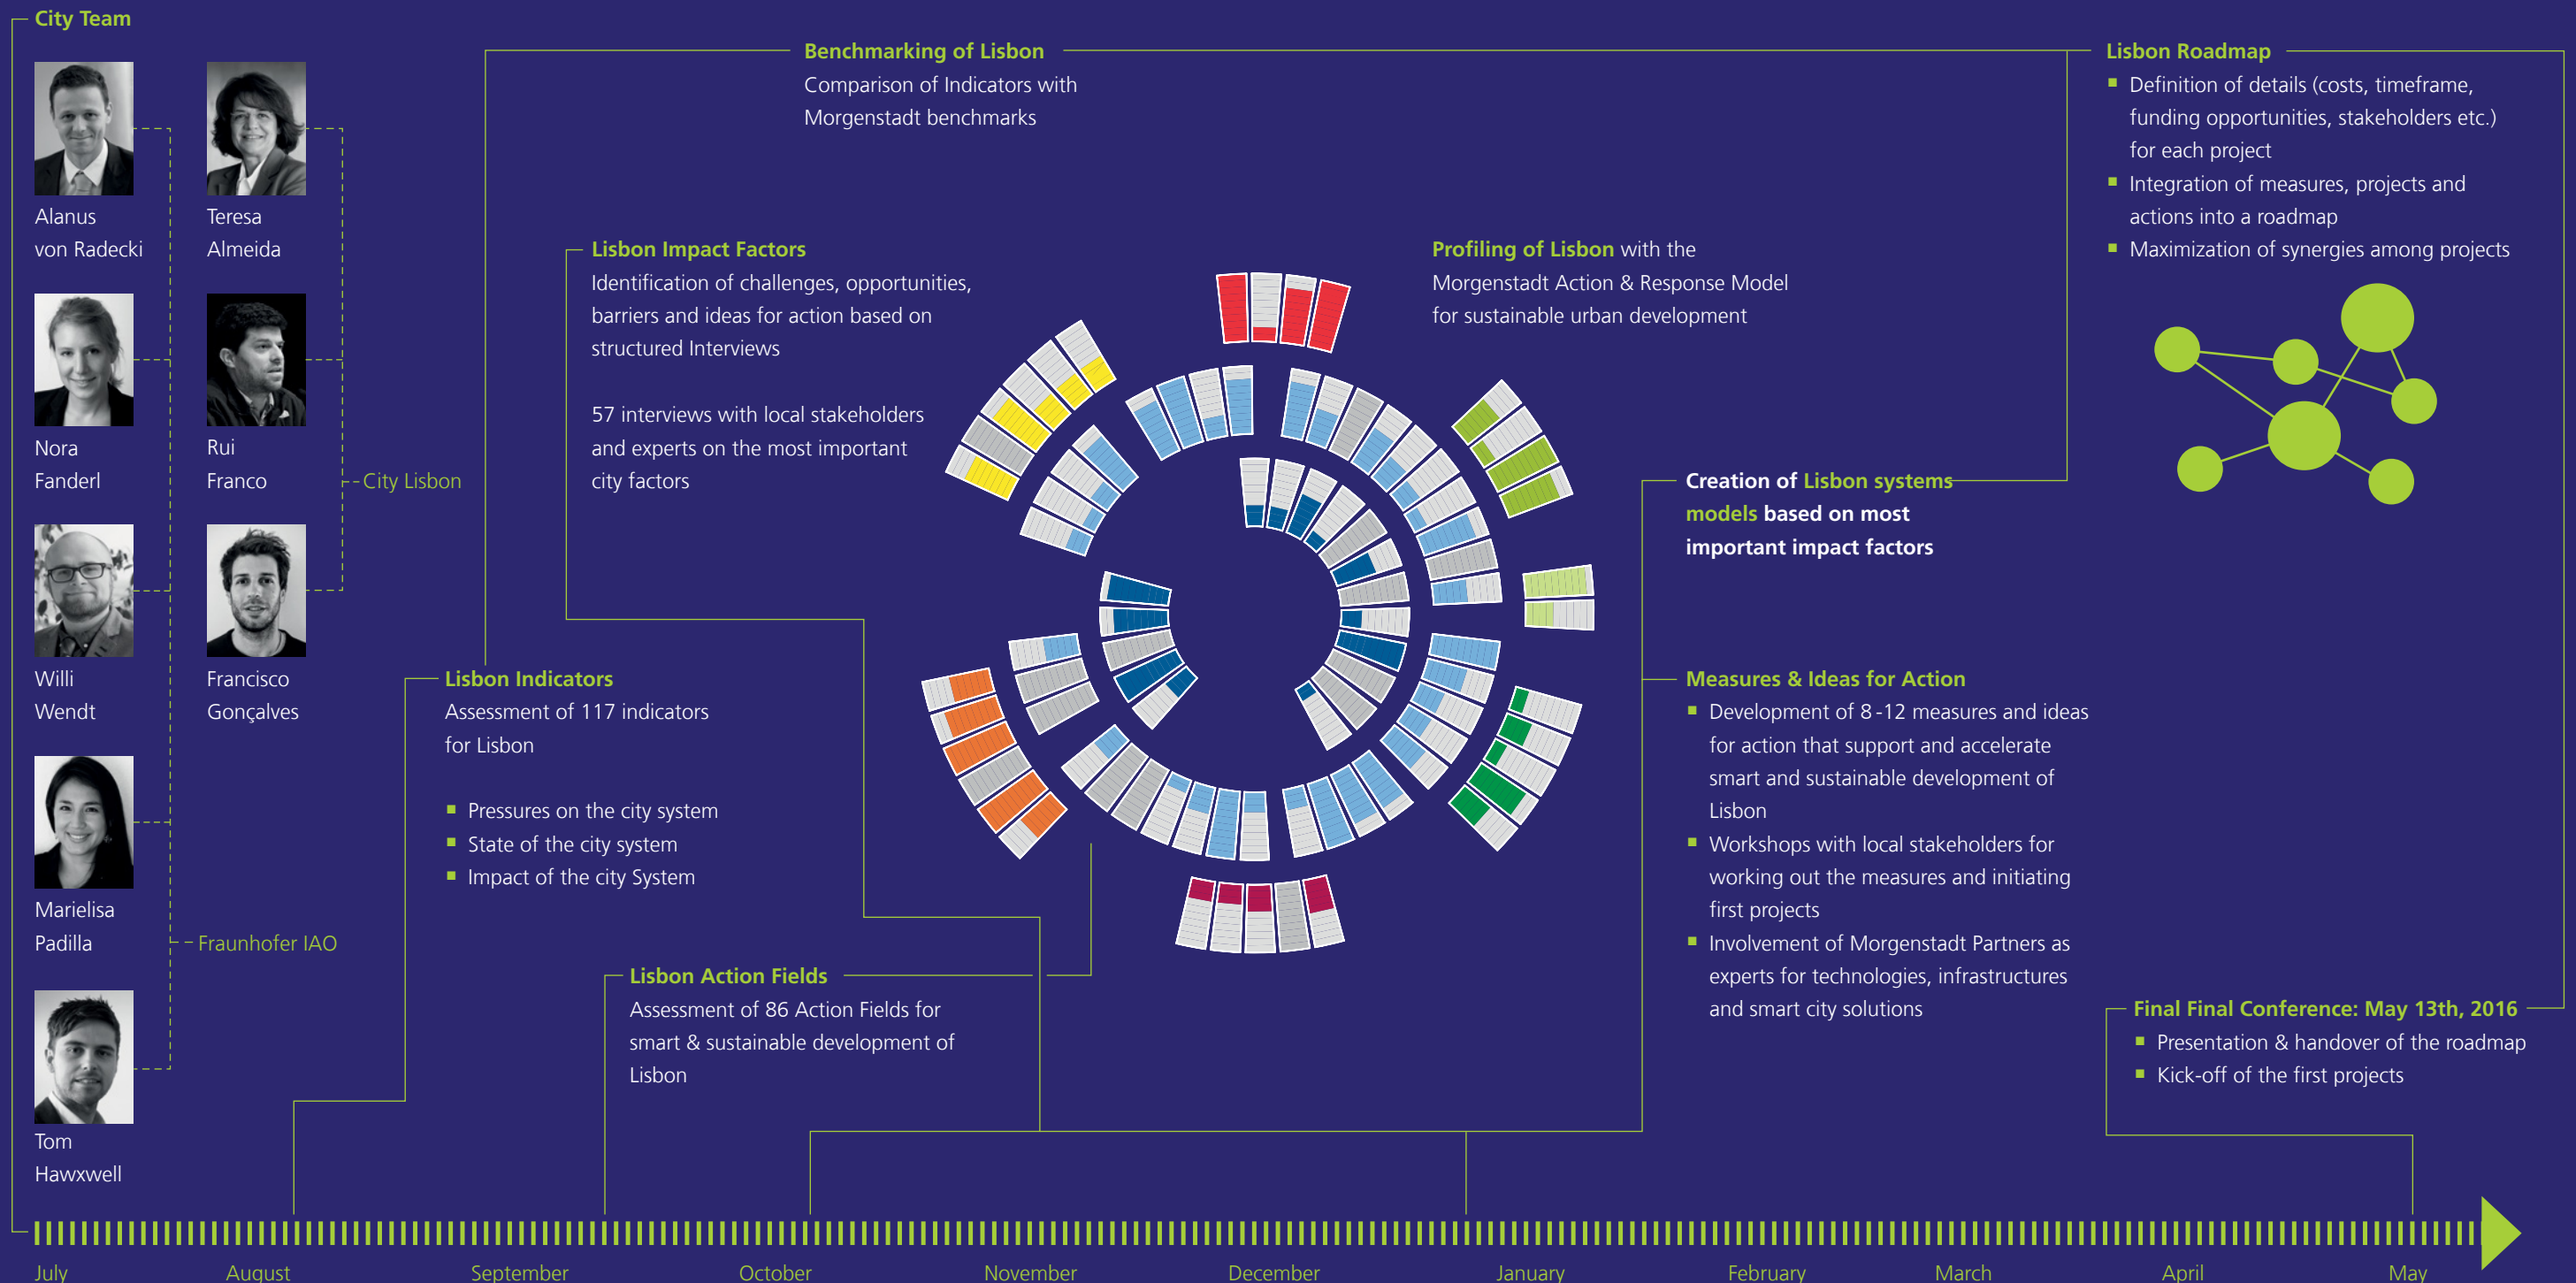 City Team
Alanus
von Radecki
Teresa
Almeida
Nora
Fanderl
Rui
Franco
City Lisbon
Willi
Wendt
Francisco
Gonçalves
Marielisa
Padilla
Fraunhofer IAO
Tom
Hawxwell
Benchmarking of Lisbon
Comparison of Indicators with
Morgenstadt benchmarks
Lisbon Impact Factors
Identification of challenges, opportunities,
barriers and ideas for action based on
structured Interviews
57 interviews with local stakeholders
and experts on the most important
city factors
Lisbon Indicators
Assessment of 117 indicators
for Lisbon
Pressures on the city system
State of the city system
Impact of the city System
Lisbon Action Fields
Assessment of 86 Action Fields for
smart & sustainable development of
Lisbon
Profiling of Lisbon with the
Morgenstadt Action & Response Model
for sustainable urban development
Creation of Lisbon systems
models based on most
important impact factors
Measures & Ideas for Action
Development of 8-12 measures and ideas
for action that support and accelerate
smart and sustainable development of
Lisbon
Workshops with local stakeholders for
working out the measures and initiating
first projects
Involvement of Morgenstadt Partners as
experts for technologies, infrastructures
and smart city solutions
Lisbon Roadmap
Definition of details (costs, timeframe,
funding opportunities, stakeholders etc.)
for each project
Integration of measures, projects and
actions into a roadmap
Maximization of synergies among projects
Final Final Conference: May 13th, 2016
Presentation & handover of the roadmap
Kick-off of the first projects
July August September October November December January February March April May